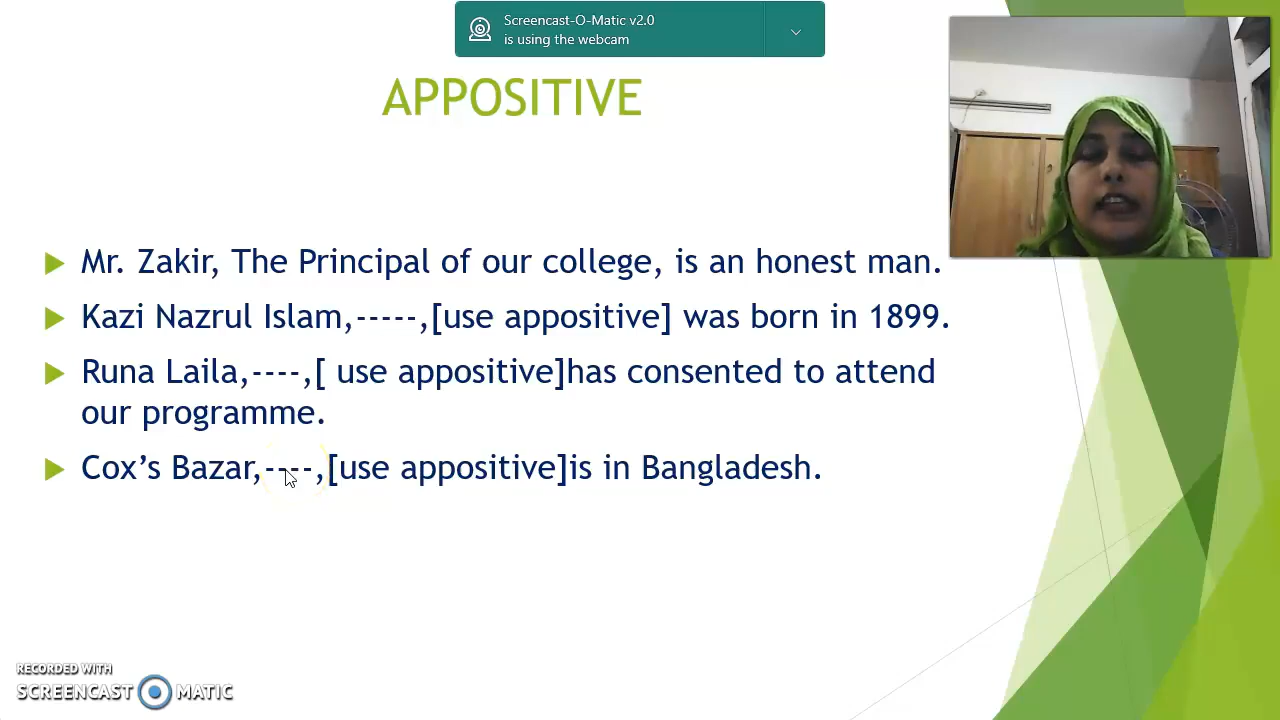 Screencast-O-Matic v2.0
is using the webcam
APPOSITIVE
Mr. Zakir, The Principal of our college, is an honest man.
Kazi Nazrul Islam,-----,[use appositive] was born in 1899.
Runa Laila,----,[ use appositive]has consented to attend
our programme.
Cox’s Bazar,----,[use appositive]is in Bangladesh.
RECORDED WITH
SCREENCAST MATIC